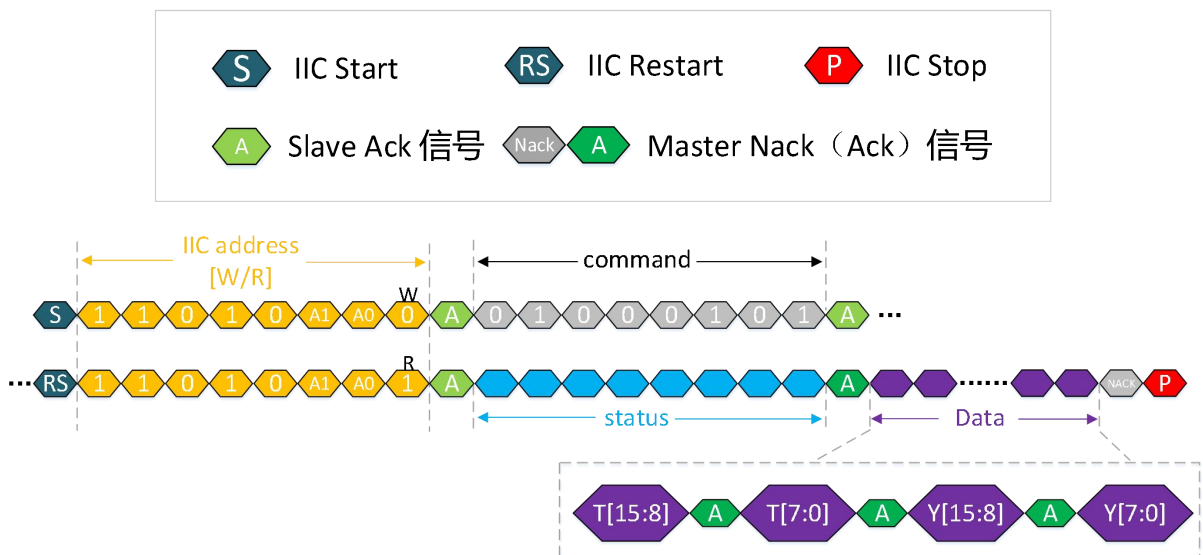 S IIC Start RS IIC Restart P IIC Stop
A Slave Ack 信号 Nack A Master Nack（Ack）信号
IIC address
[W/R]
command
W
S 1 1 0 1 0 A1 A0 0 A 0 1 0 0 0 1 0 1 A ···
R
··· RS 1 1 0 1 0 A1 A0 1 A A ...... NACK P
status Data
T[15:8] A T[7:0] A Y[15:8] A Y[7:0]